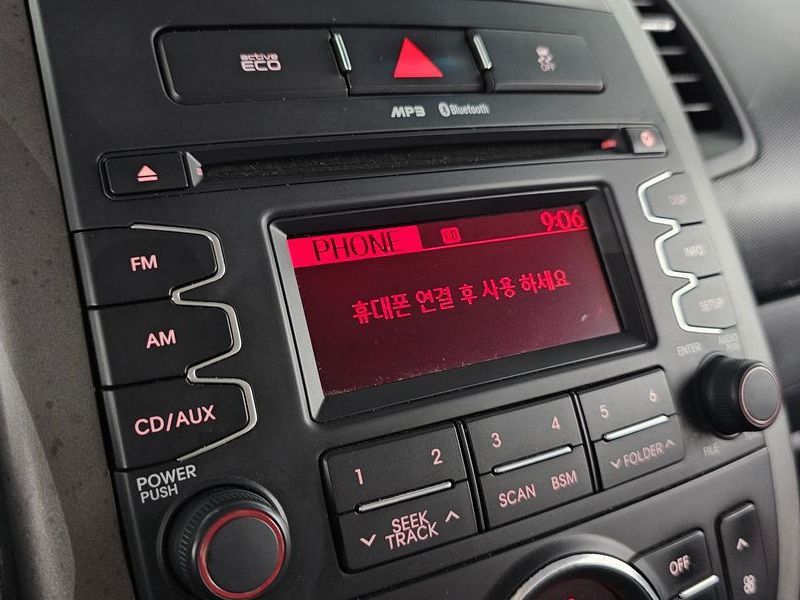 active
ECO
OFF
MP3 Bluetooth
PHONE 9:06
휴대폰 연결 후 사용 하세요
FM
AM
CD/AUX
DISP
INFO
SETUP
POWER
PUSH
ENTER
AUDIO
PUSH
FILE
1 2
3 4
5 6
SEEK
TRACK
SCAN BSM
FOLDER
OFF